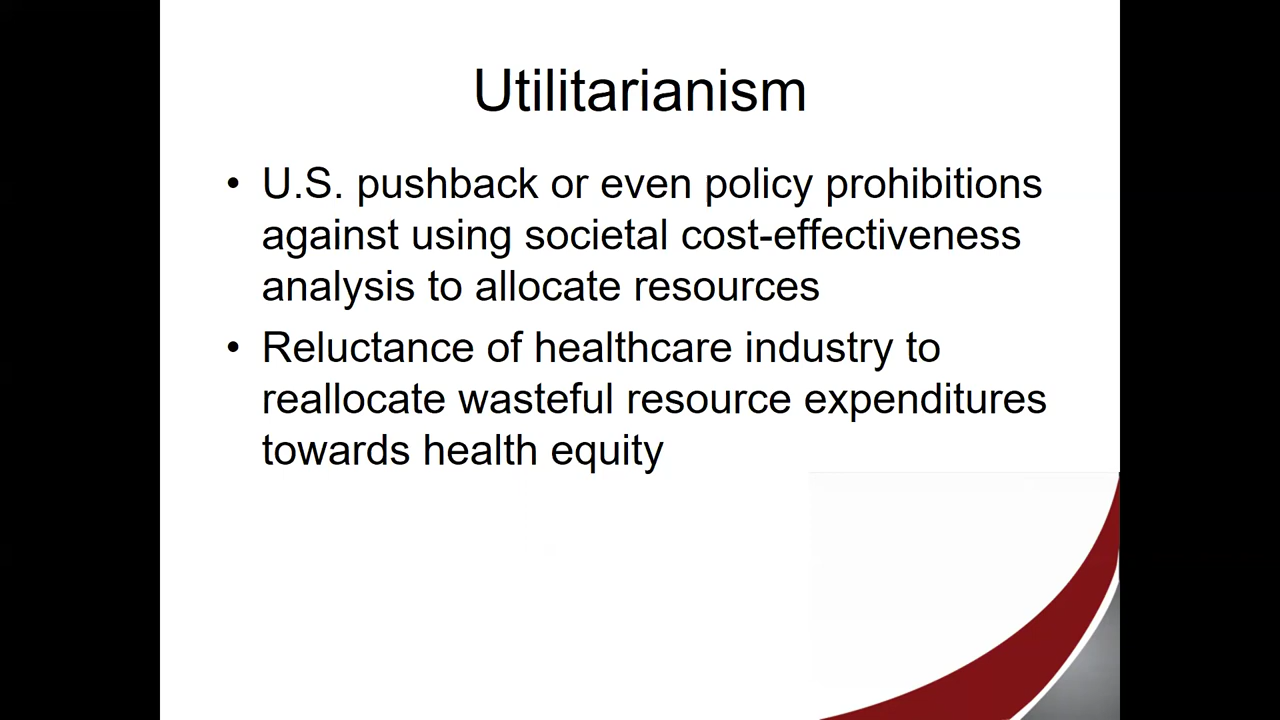 Utilitarianism
• U.S. pushback or even policy prohibitions
against using societal cost-effectiveness
analysis to allocate resources
• Reluctance of healthcare industry to
reallocate wasteful resource expenditures
towards health equity